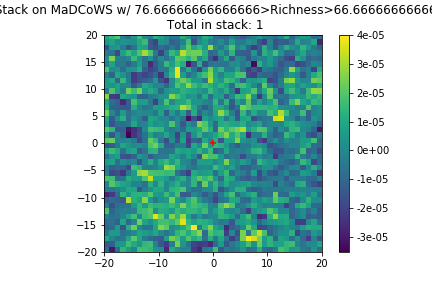 Stack on MaDCoWS w/ 76.66666666666666>Richness>66.66666666666
Total in stack: 1
20
15
10
5
0
−5
−10
−15
−20
−20
−10
0
10
20
4e-05
3e-05
2e-05
1e-05
0e+00
-1e-05
-2e-05
-3e-05